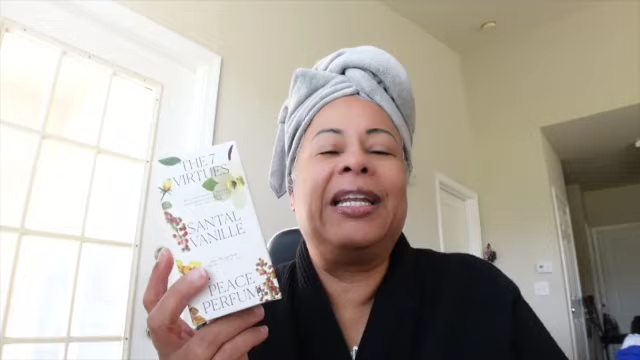 THE 7
VIRTUES
SANTAL
VANILLE
PEACE
PERFUME